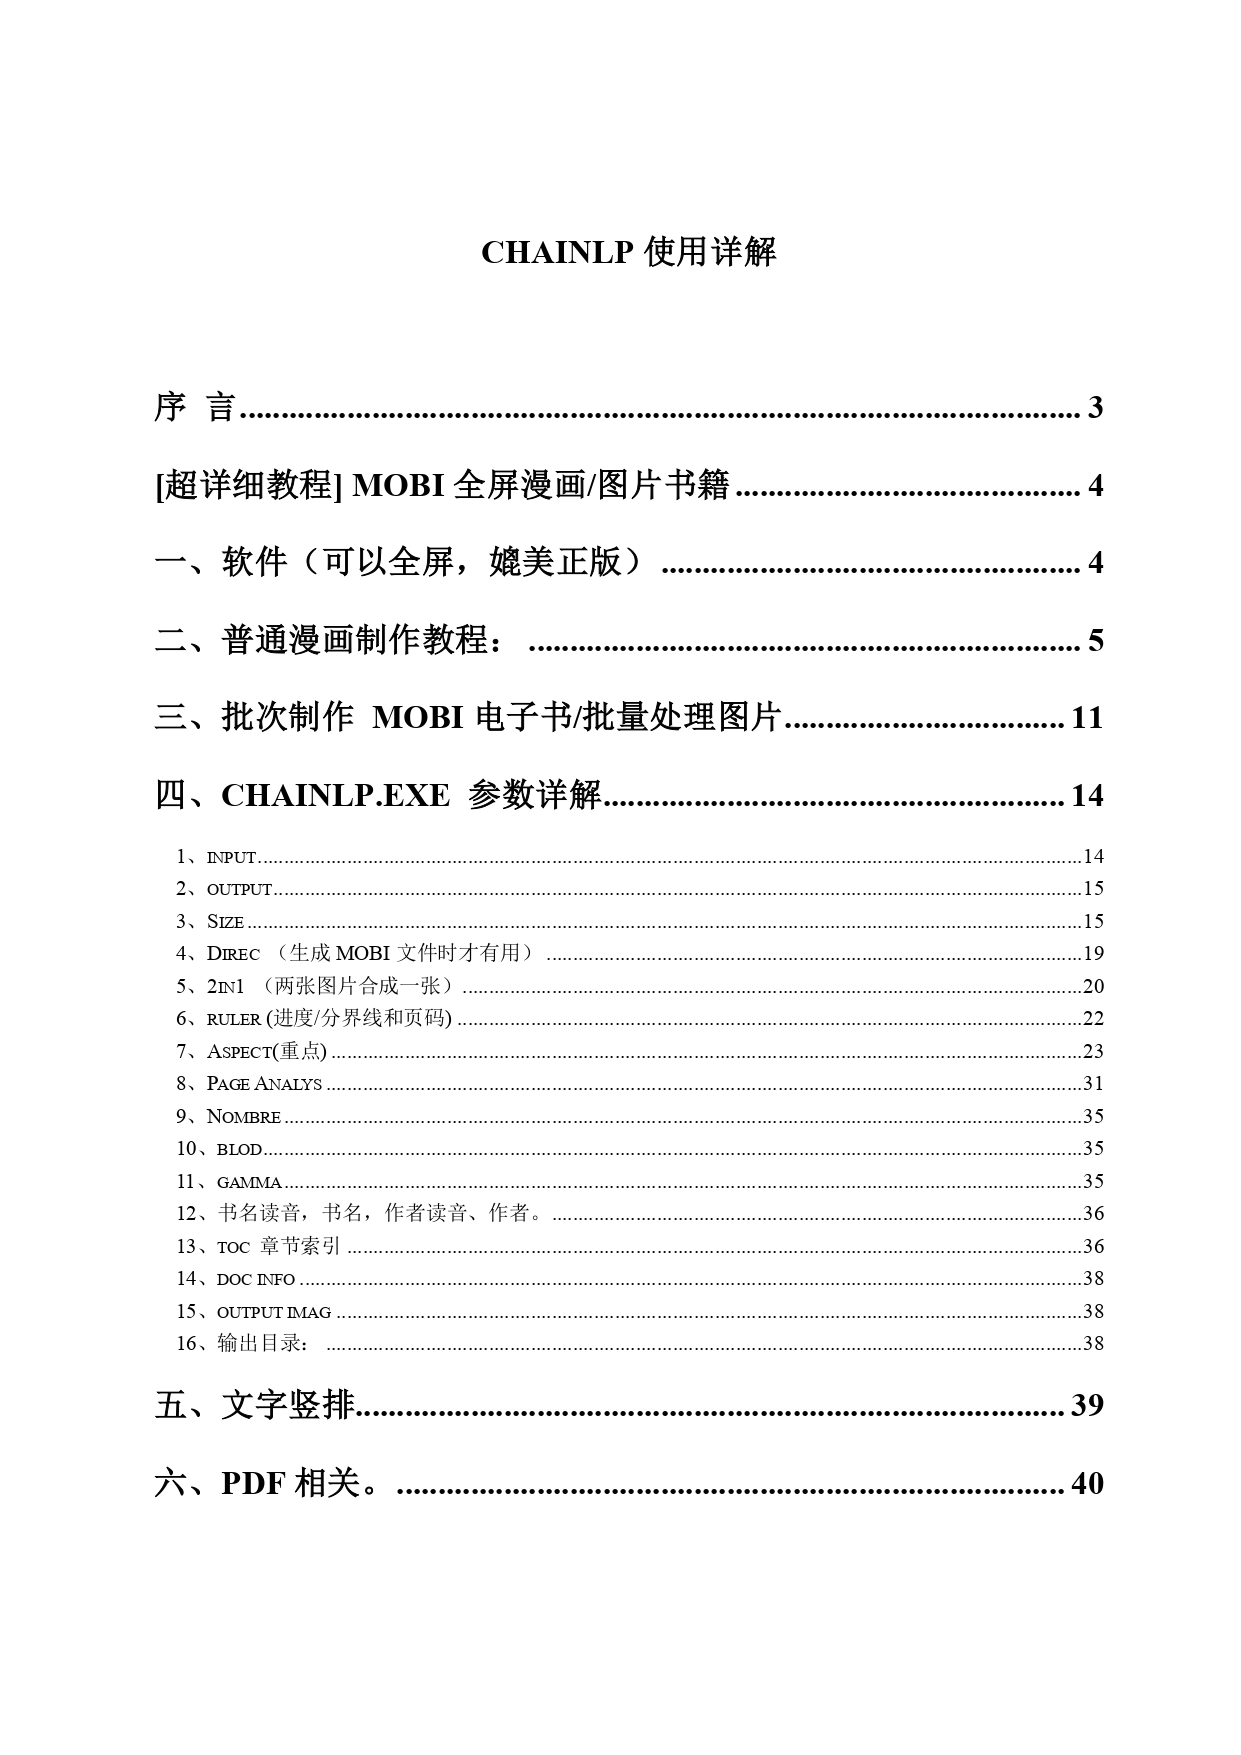 CHAINLP 使用详解
序 言 3
[超详细教程] MOBI 全屏漫画/图片书籍 4
一、软件（可以全屏，媲美正版） 4
二、普通漫画制作教程： 5
三、批次制作 MOBI 电子书/批量处理图片 11
四、CHAINLP.EXE 参数详解 14
1、INPUT 14
2、OUTPUT 15
3、SIZE 15
4、DIREC （生成 MOBI 文件时才有用） 19
5、2IN1 （两张图片合成一张） 20
6、RULER (进度/分界线和页码) 22
7、ASPECT(重点) 23
8、PAGE ANALYS 31
9、NOMBRE 35
10、BLOD 35
11、GAMMA 35
12、书名读音，书名，作者读音、作者。 36
13、TOC 章节索引 36
14、DOC INFO 38
15、OUTPUT IMAG 38
16、输出目录： 38
五、文字竖排 39
六、PDF 相关。 40